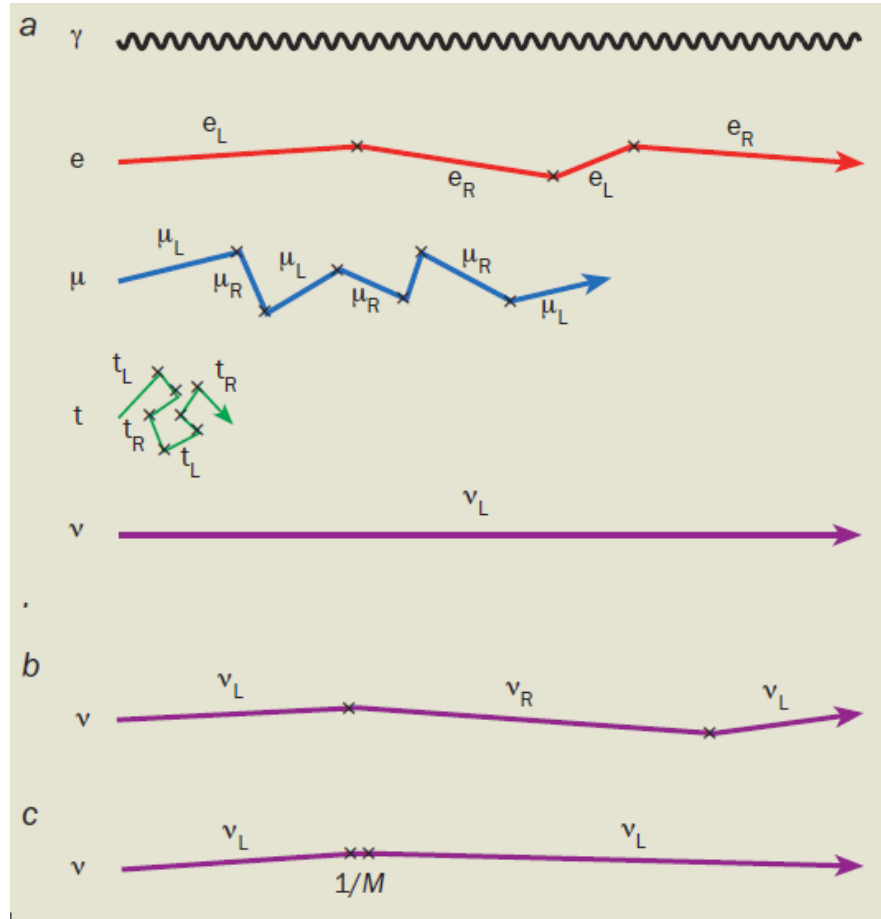 a γ
e_L e_R
e
e_R e_L
μ_L μ_L μ_R
μ μ_R μ_R μ_L
t_L t_R
t
t_R
t_L
ν_L
ν
b
ν_L ν_R ν_L
ν
c
ν_L ν_L
ν
1/M